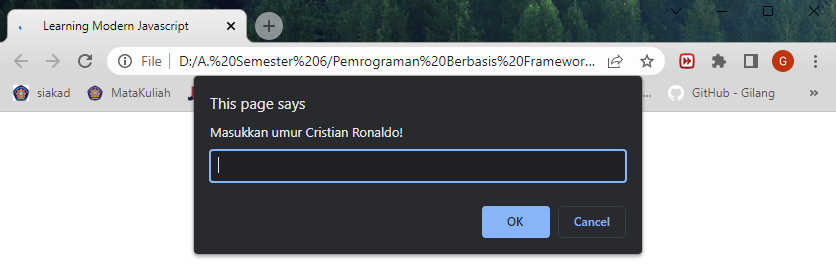 Learning Modern Javascript
File D:/A.%20Semester%206/Pemrograman%20Berbasis%20Framewor... G
siakad MataKuliah ... GitHub - Gilang »
This page says
Masukkan umur Cristian Ronaldo!
OK Cancel